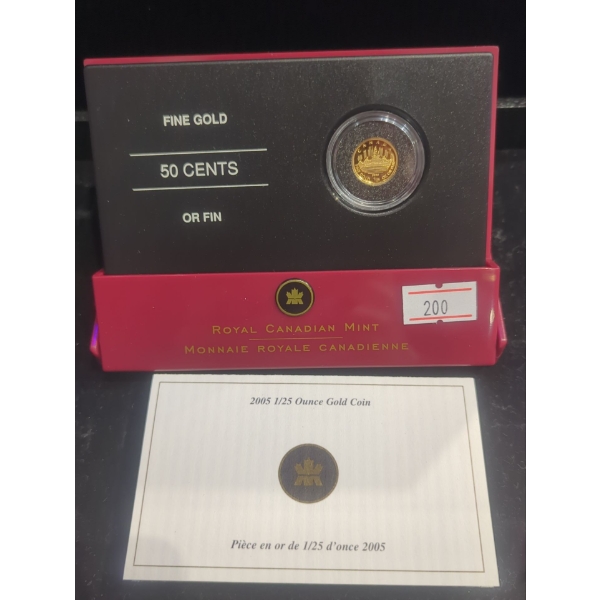 FINE GOLD
50 CENTS
OR FIN
200
ROYAL CANADIAN MINT
MONNAIE ROYALE CANADIENNE
2005 1/25 Ounce Gold Coin
Pièce en or de 1/25 d'once 2005